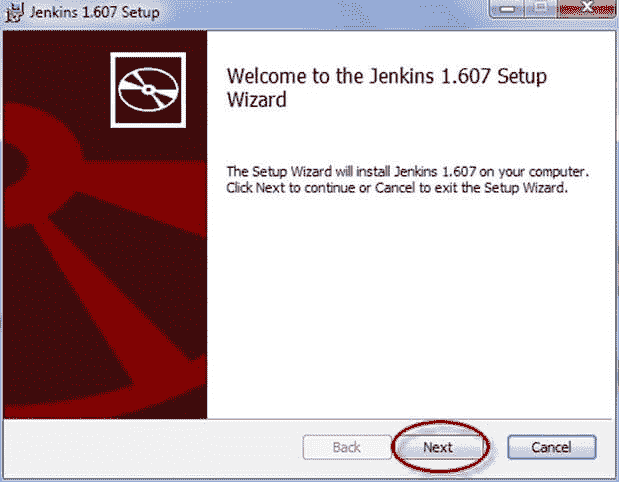 Jenkins 1.607 Setup
Welcome to the Jenkins 1.607 Setup
Wizard
The Setup Wizard will install Jenkins 1.607 on your computer.
Click Next to continue or Cancel to exit the Setup Wizard.
Back
Next
Cancel